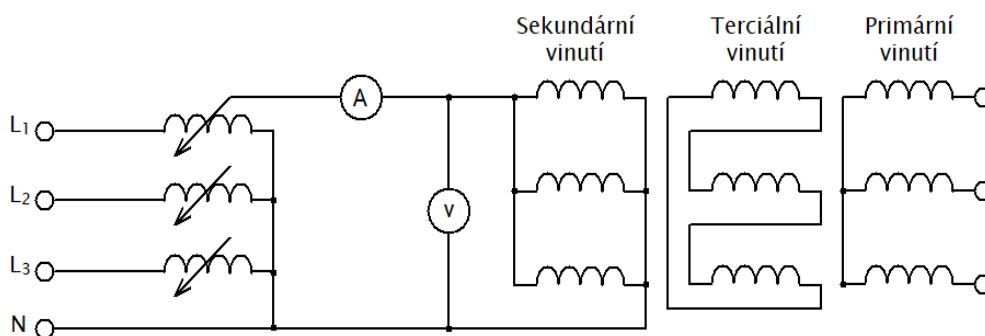 Sekundární
vinutí
Terciální
vinutí
Primární
vinutí
A
L1
L2
V
L3
N